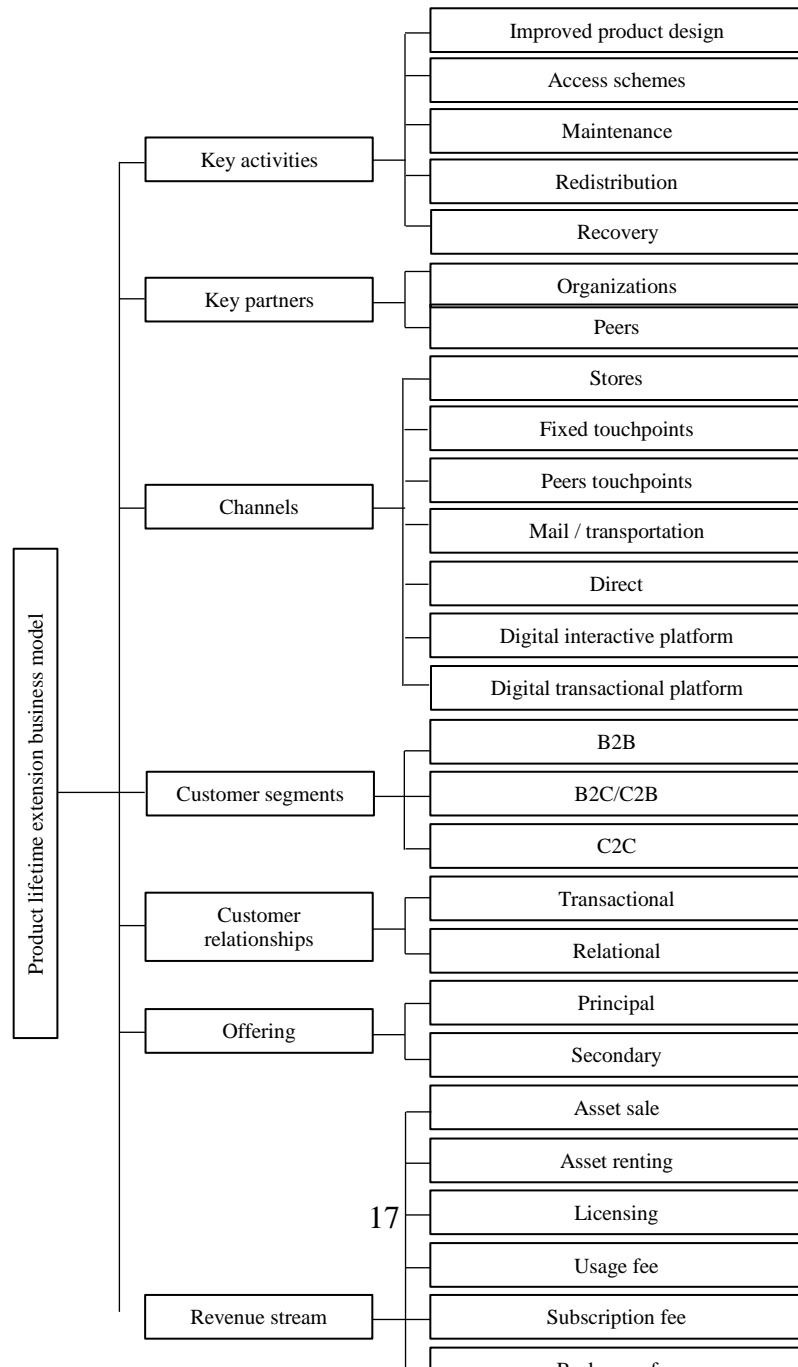 Product lifetime extension business model
Key activities
Improved product design
Access schemes
Maintenance
Redistribution
Recovery
Key partners
Organizations
Peers
Channels
Stores
Fixed touchpoints
Peers touchpoints
Mail / transportation
Direct
Digital interactive platform
Digital transactional platform
Customer segments
B2B
B2C/C2B
C2C
Customer
relationships
Transactional
Relational
Offering
Principal
Secondary
Revenue stream
Asset sale
Asset renting
Licensing
Usage fee
Subscription fee
17